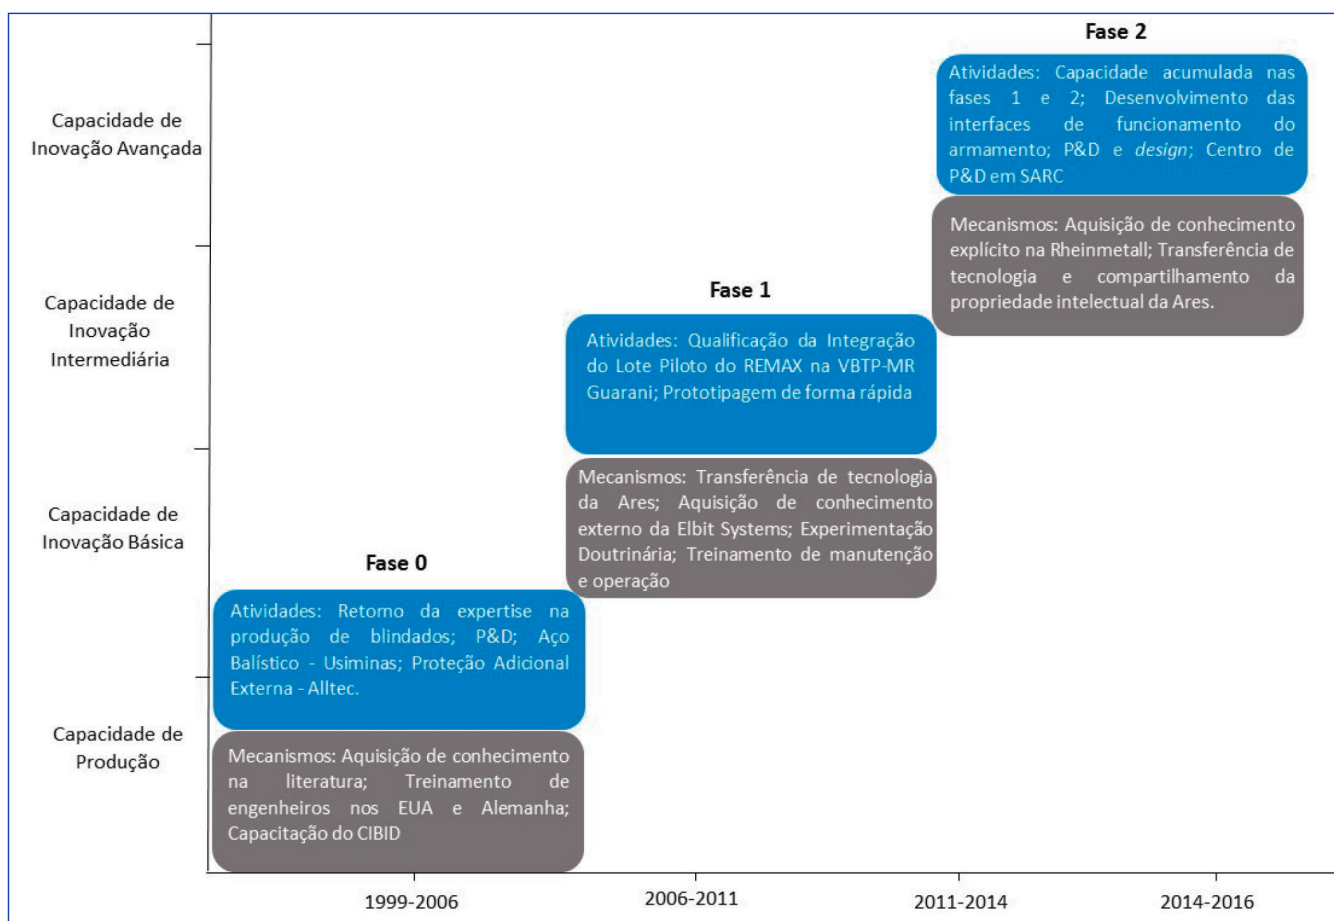 Fase 2
Atividades: Capacidade acumulada nas
fases 1 e 2; Desenvolvimento das
interfaces de funcionamento do
armamento; P&D e design; Centro de
P&D em SARC
Capacidade de
Inovação Avançada
Mecanismos: Aquisição de conhecimento
explícito na Rheinmetall; Transferência de
tecnologia e compartilhamento da
propriedade intelectual da Ares.
Fase 1
Capacidade de
Inovação
Intermediária
Atividades: Qualificação da Integração
do Lote Piloto do REMAX na VBTP-MR
Guarani; Prototipagem de forma rápida
Mecanismos: Transferência de tecnologia
da Ares; Aquisição de conhecimento
externo da Elbit Systems; Experimentação
Doutrinária; Treinamento de manutenção
e operação
Capacidade de
Inovação Básica
Fase 0
Atividades: Retorno da expertise na
produção de blindados; P&D; Aço
Balístico - Usiminas; Proteção Adicional
Externa - Alltec.
Capacidade de
Produção
Mecanismos: Aquisição de conhecimento
na literatura; Treinamento de
engenheiros nos EUA e Alemanha;
Capacitação do CIBID
1999-2006
2006-2011
2011-2014
2014-2016